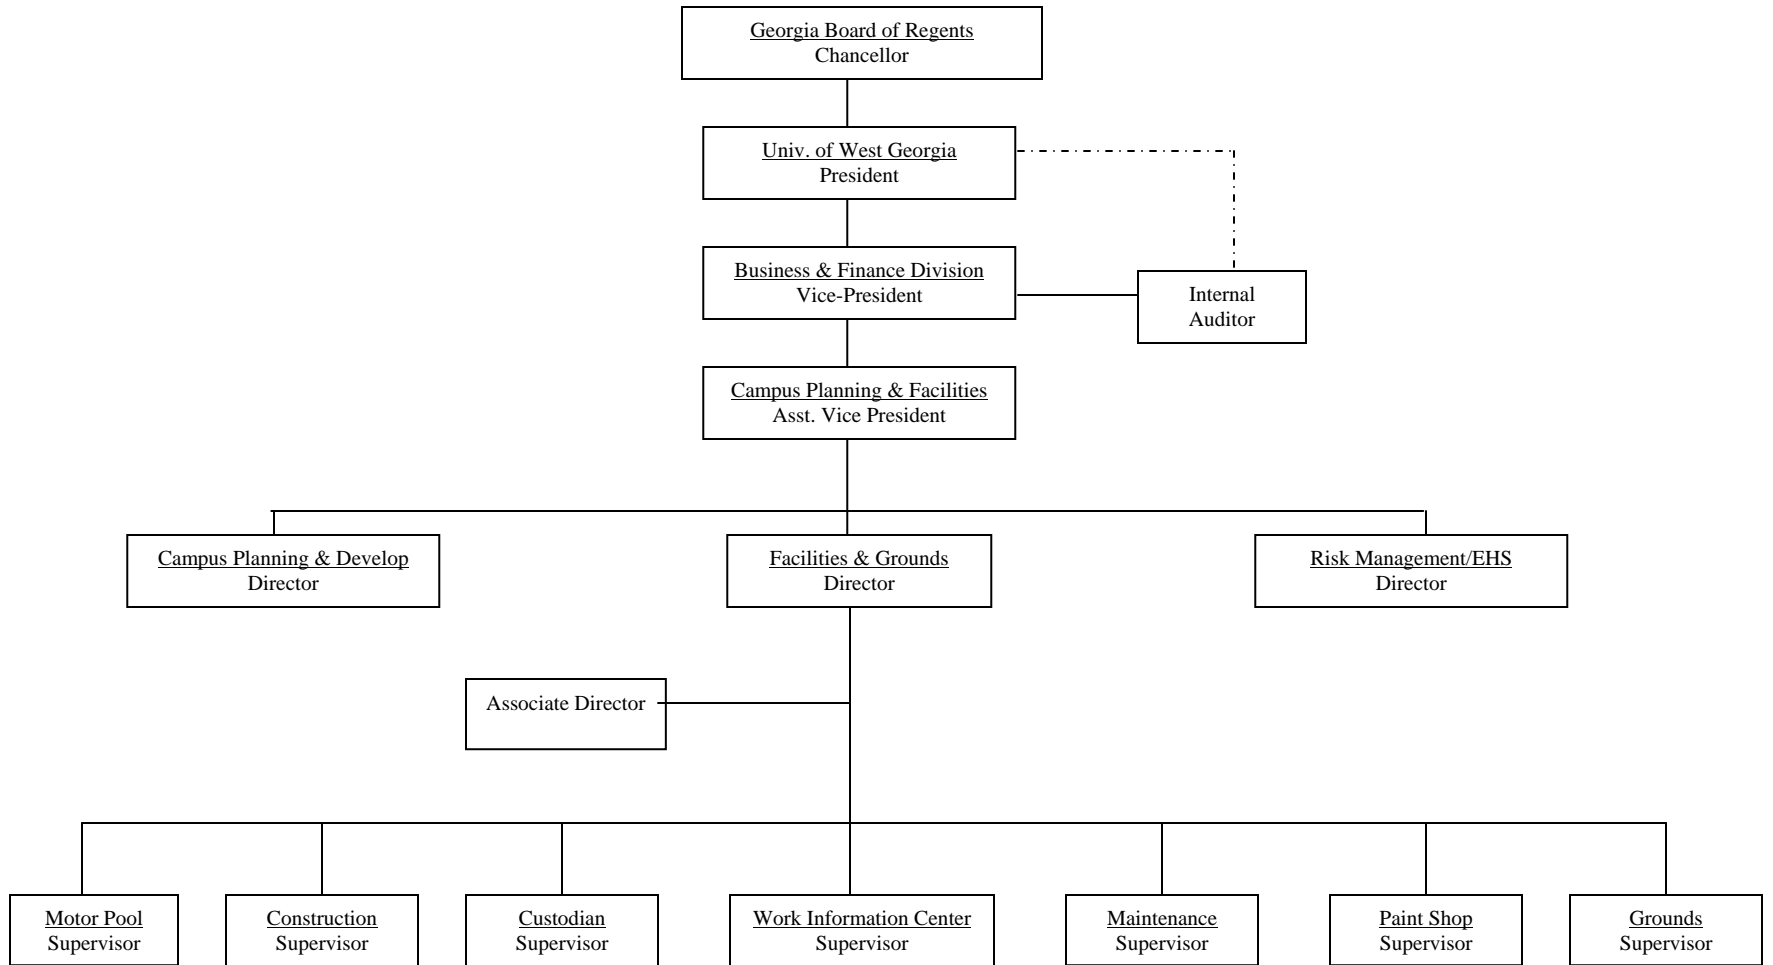 Georgia Board of Regents
Chancellor
Univ. of West Georgia
President
Business & Finance Division
Vice-President
Internal
Auditor
Campus Planning & Facilities
Asst. Vice President
Campus Planning & Develop
Director
Facilities & Grounds
Director
Risk Management/EHS
Director
Associate Director
Motor Pool
Supervisor
Construction
Supervisor
Custodian
Supervisor
Work Information Center
Supervisor
Maintenance
Supervisor
Paint Shop
Supervisor
Grounds
Supervisor